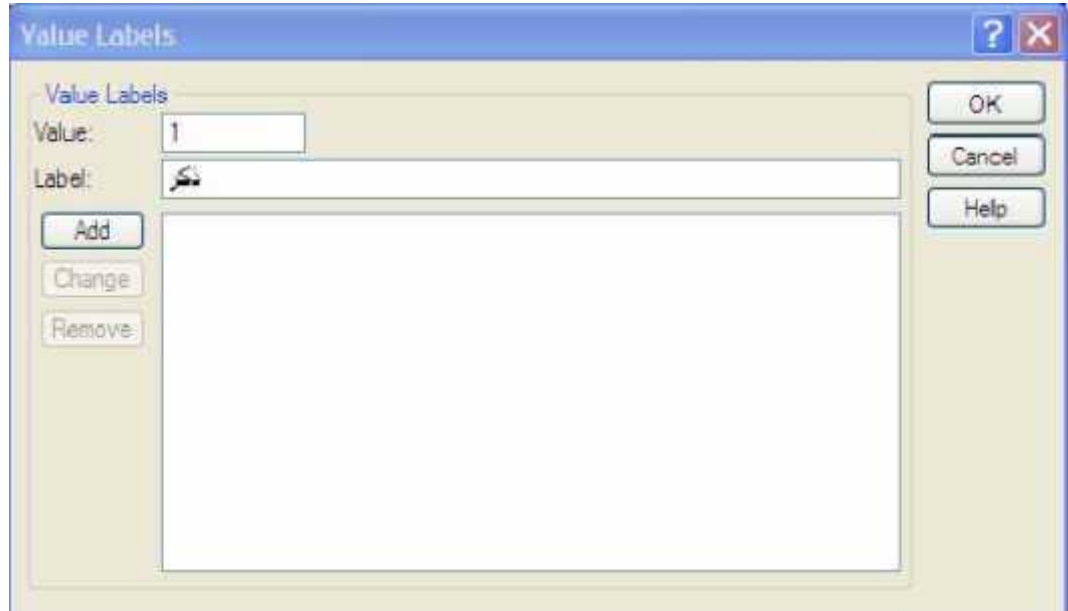 Value Labels
Value Labels
Value: 1
Label: ذكر
Add
Change
Remove
OK
Cancel
Help